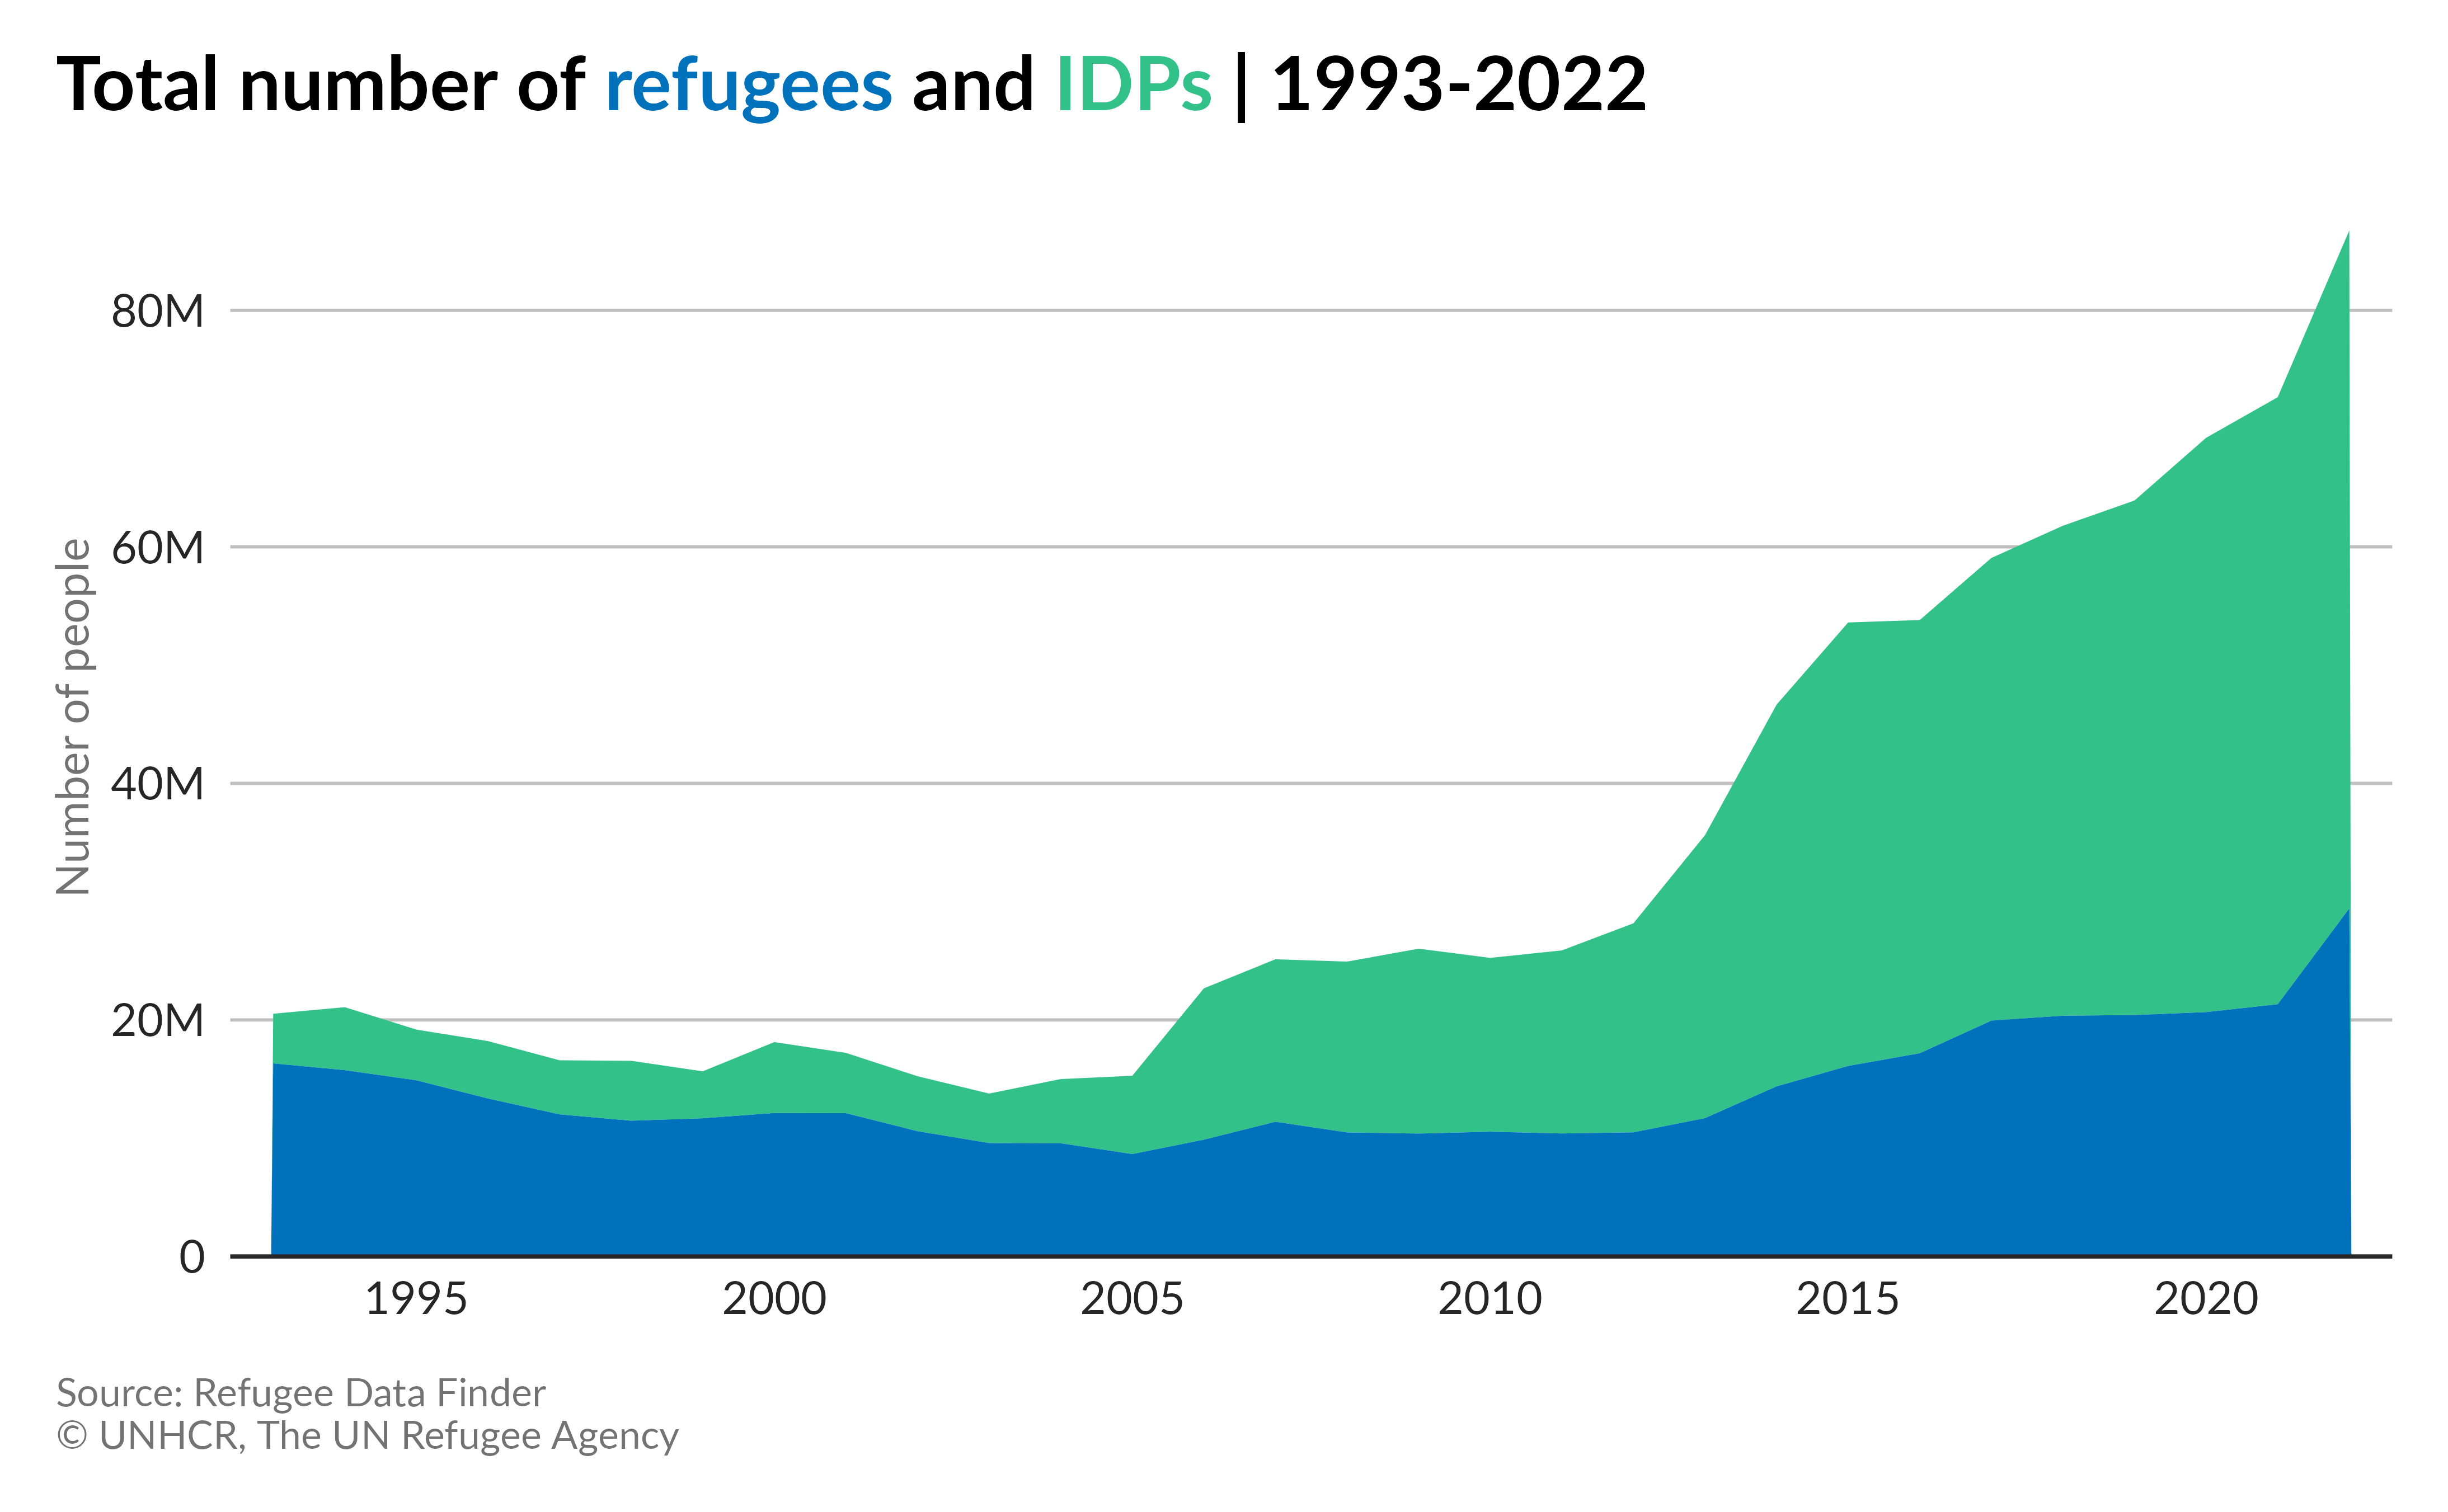 Total number of refugees and IDPs | 1993-2022
80M
60M
40M
20M
0
Number of people
1995 2000 2005 2010 2015 2020
Source: Refugee Data Finder
© UNHCR, The UN Refugee Agency